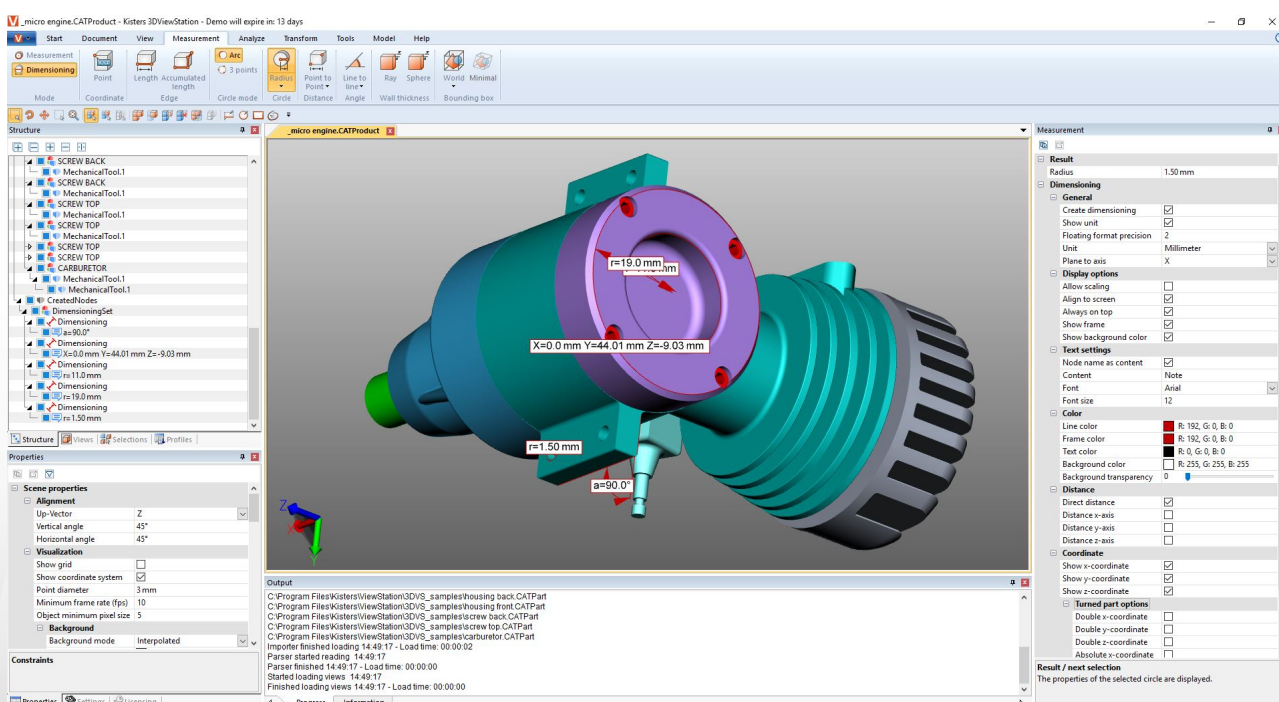 _micro engine.CATProduct - Kisters 3DViewStation - Demo will expire in: 13 days
Start Document View Measurement Analyze Transform Tools Model Help
Measurement
Dimensioning
Point
Length
Accumulated length
Arc
3 points
Radius
Point to Point
Line to line
Ray
Sphere
World
Minimal
Mode
Coordinate
Edge
Circle mode
Circle
Distance
Angle
Wall thickness
Bounding box
Structure
SCREW BACK
MechanicalTool.1
SCREW BACK
MechanicalTool.1
SCREW TOP
MechanicalTool.1
SCREW TOP
MechanicalTool.1
SCREW TOP
SCREW TOP
CARBURETOR
MechanicalTool.1
MechanicalTool.1
CreatedNodes
DimensioningSet
Dimensioning
a=90.0°
Dimensioning
X=0.0 mm Y=44.01 mm Z=-9.03 mm
Dimensioning
r=11.0 mm
Dimensioning
r=19.0 mm
Dimensioning
r=1.50 mm
Structure Views Selections Profiles
Properties
Scene properties
Alignment
Up-Vector Z
Vertical angle 45°
Horizontal angle 45°
Visualization
Show grid
Show coordinate system
Point diameter 3 mm
Minimum frame rate (fps) 10
Object minimum pixel size 5
Background
Background mode Interpolated
Constraints
Properties Settings Licensing
_micro engine.CATProduct
r=19.0 mm
X=0.0 mm Y=44.01 mm Z=-9.03 mm
r=1.50 mm
a=90.0°
Z
X
Y
Output
C:\Program Files\Kisters\ViewStation\3DVS_samples\housing back.CATPart
C:\Program Files\Kisters\ViewStation\3DVS_samples\housing front.CATPart
C:\Program Files\Kisters\ViewStation\3DVS_samples\screw back.CATPart
C:\Program Files\Kisters\ViewStation\3DVS_samples\screw top.CATPart
C:\Program Files\Kisters\ViewStation\3DVS_samples\carburetor.CATPart
Importer finished loading 14:49:17 - Load time: 00:00:02
Parser started reading 14:49:17
Parser finished 14:49:17 - Load time: 00:00:00
Started loading views 14:49:17
Finished loading views 14:49:17 - Load time: 00:00:00
Progress Information
Measurement
Result
Radius 1.50 mm
Dimensioning
General
Create dimensioning
Show unit
Floating format precision 2
Unit Millimeter
Plane to axis X
Display options
Allow scaling
Align to screen
Always on top
Show frame
Show background color
Text settings
Node name as content
Content Note
Font Arial
Font size 12
Color
Line color R: 192, G: 0, B: 0
Frame color R: 192, G: 0, B: 0
Text color R: 0, G: 0, B: 0
Background color R: 255, G: 255, B: 255
Background transparency 0
Distance
Direct distance
Distance x-axis
Distance y-axis
Distance z-axis
Coordinate
Show x-coordinate
Show y-coordinate
Show z-coordinate
Turned part options
Double x-coordinate
Double y-coordinate
Double z-coordinate
Absolute x-coordinate
Result / next selection
The properties of the selected circle are displayed.